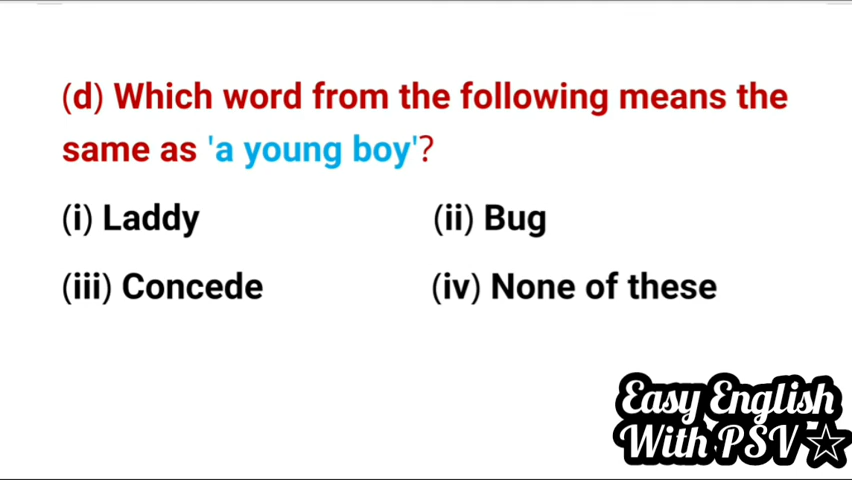 (d) Which word from the following means the
same as 'a young boy'?
(i) Laddy (ii) Bug
(iii) Concede (iv) None of these
Easy English
With PSV